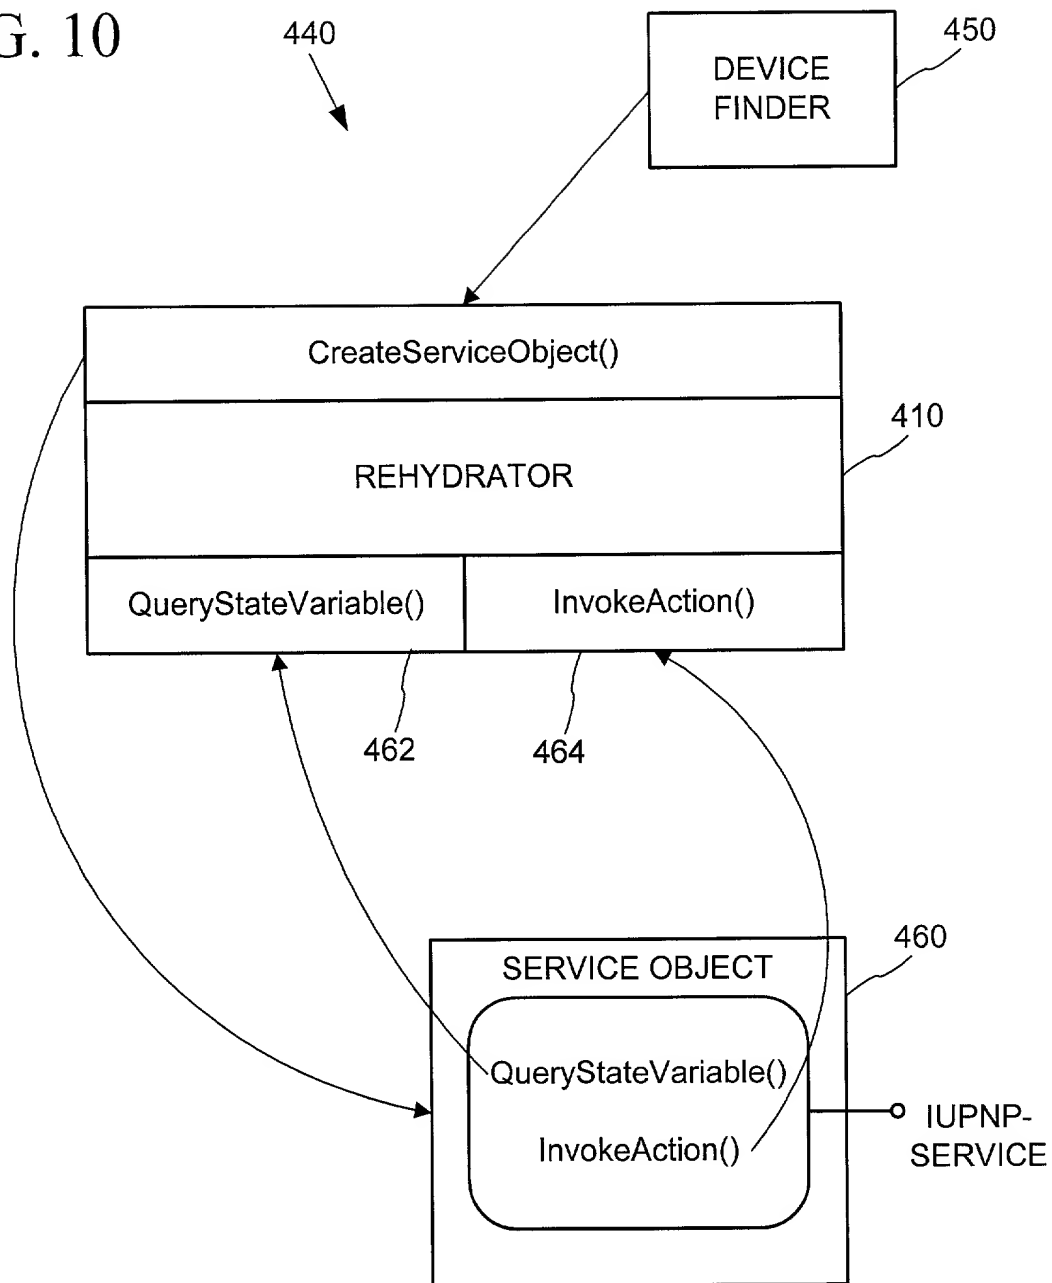 G. 10
440
450
DEVICE
FINDER
CreateServiceObject()
410
REHYDRATOR
QueryStateVariable()
InvokeAction()
462
464
460
SERVICE OBJECT
QueryStateVariable()
InvokeAction()
IUPNP-
SERVICE